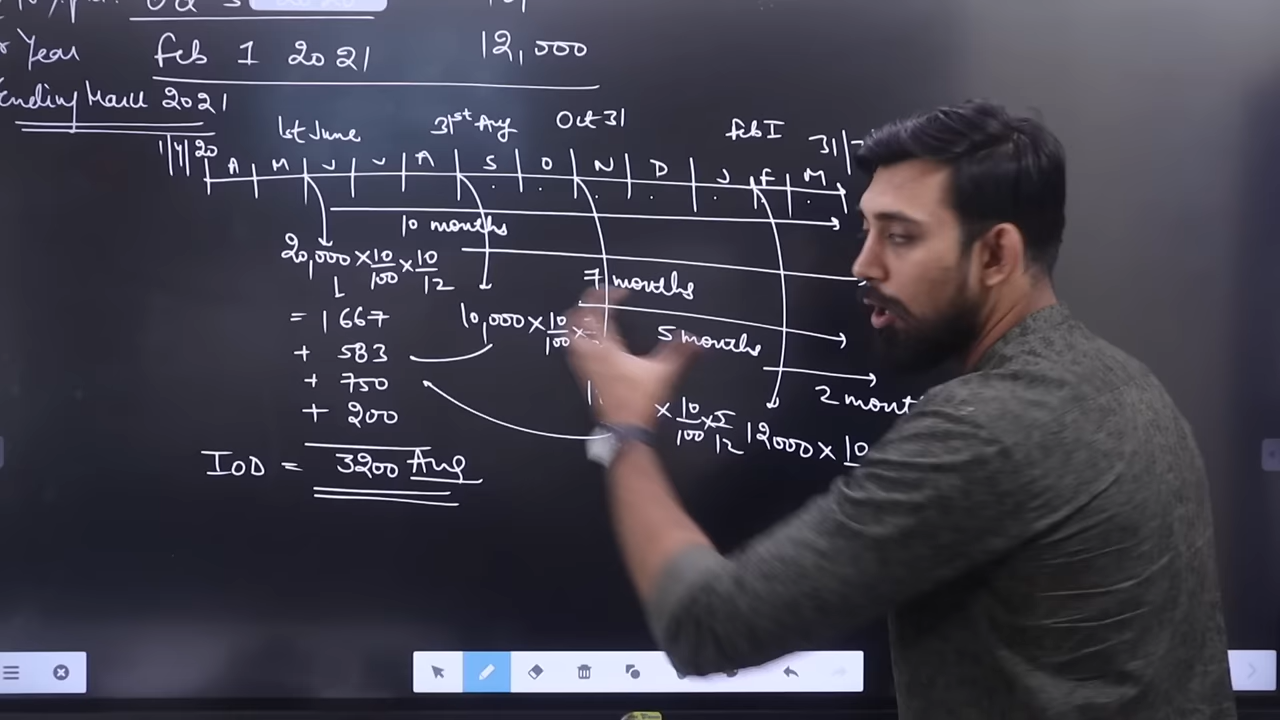 12,000
Year Feb 1 2021
Ending March 2021
1st June 31st Aug Oct 31 Feb I 31/
1/4/20 A M J J A S O N D J F M
10 months
20,000 × 10/100 × 10/12
7 months
= 1667 10,000 × 10/100 ×
5 months
+ 583
+ 750 2 mont
+ 200 × 10/100 × 5/12 12000 × 10
IOD = 3200 Ang